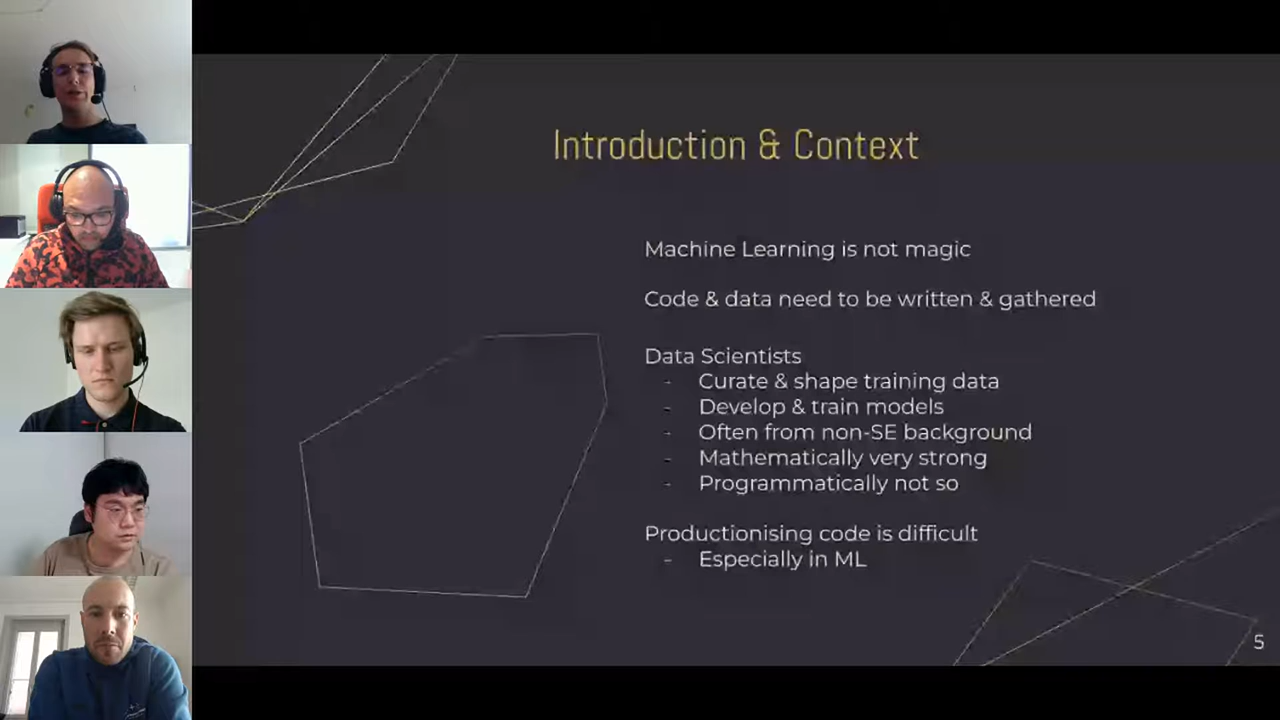 Introduction & Context
Machine Learning is not magic
Code & data need to be written & gathered
Data Scientists
- Curate & shape training data
- Develop & train models
- Often from non-SE background
- Mathematically very strong
- Programmatically not so
Productionising code is difficult
- Especially in ML
5